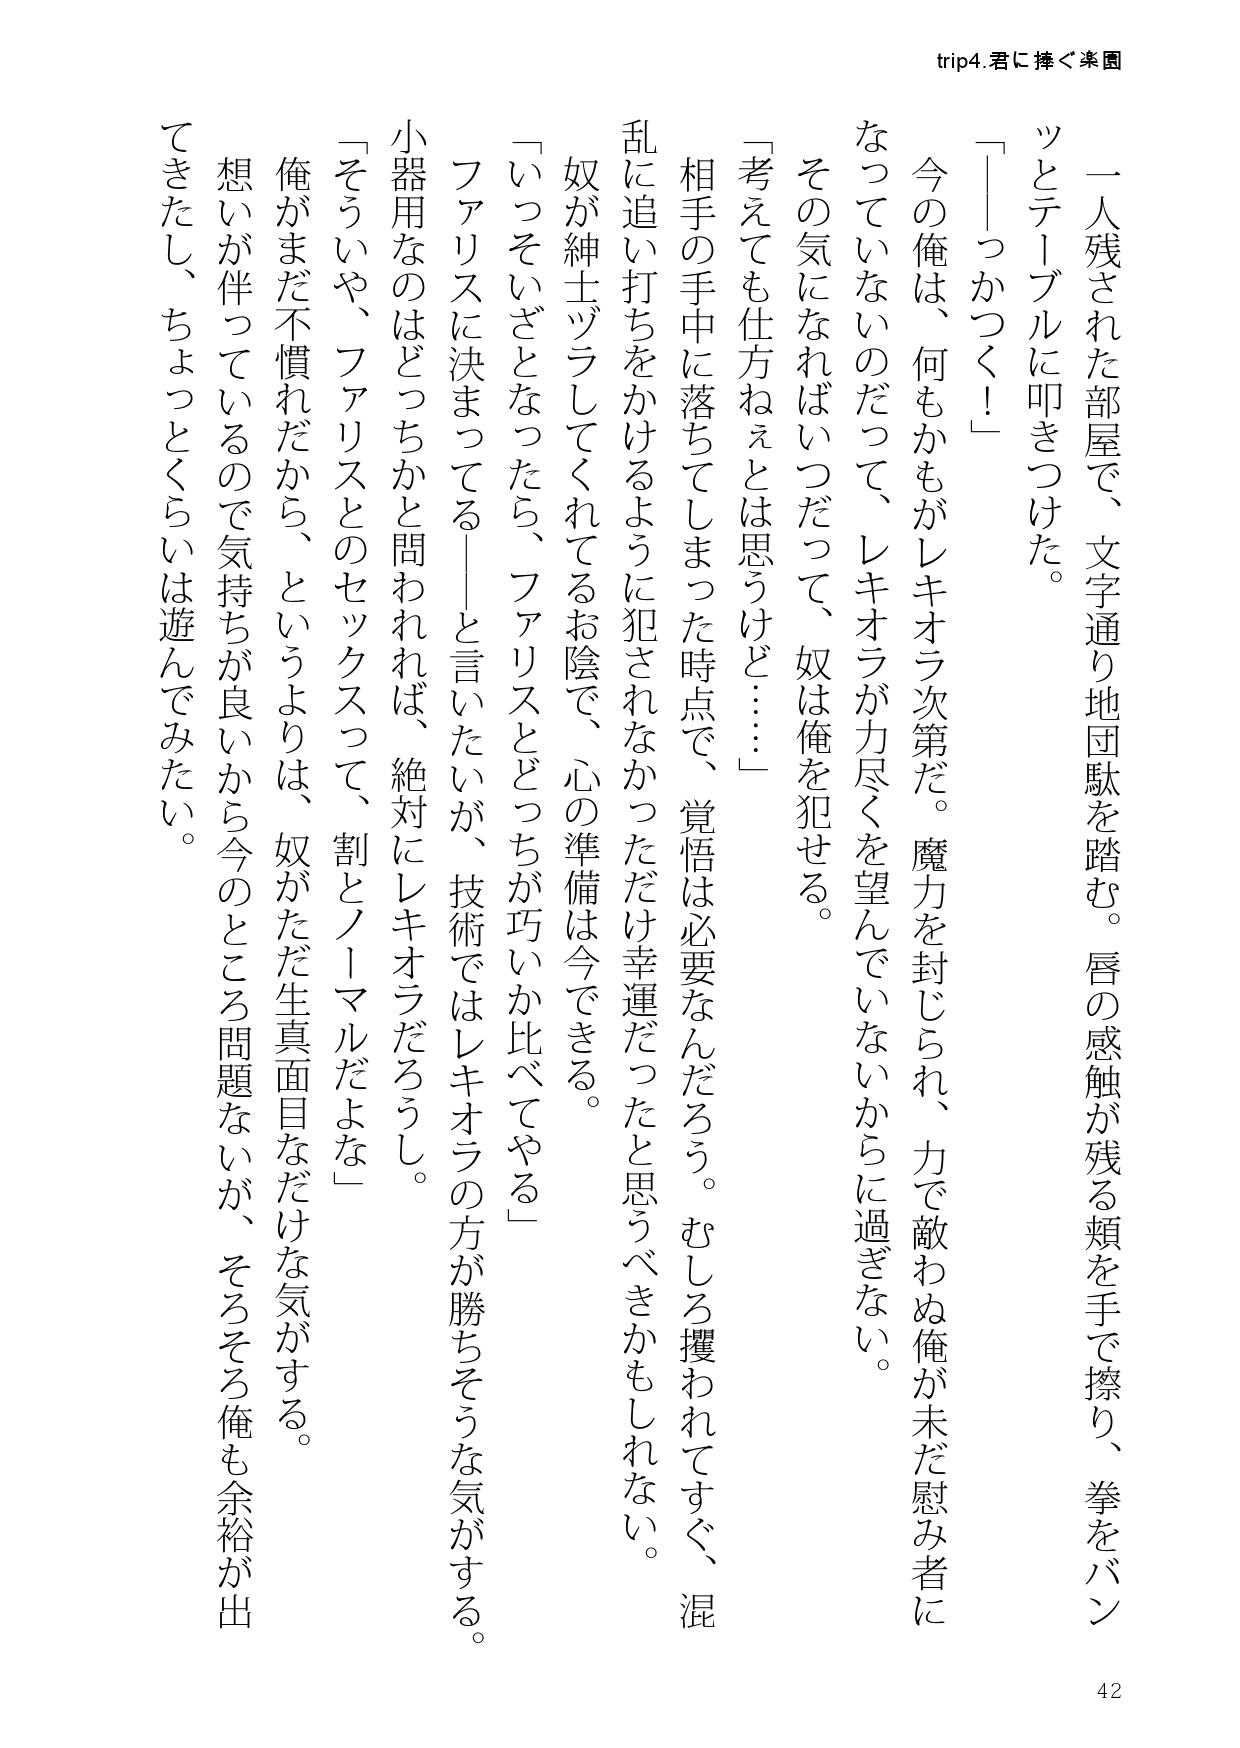 trip4.君に捧ぐ楽園
　一人残された部屋で、文字通り地団駄を踏む。唇の感触が残る頬を手で擦り、拳をバン
ッとテーブルに叩きつけた。
「――っかつく！」
　今の俺は、何もかもがレキオラ次第だ。魔力を封じられ、力で敵わぬ俺が未だ慰み者に
なっていないのだって、レキオラが力尽くを望んでいないからに過ぎない。
　その気になればいつだって、奴は俺を犯せる。
「考えても仕方ねぇとは思うけど……」
　相手の手中に落ちてしまった時点で、覚悟は必要なんだろう。むしろ攫われてすぐ、混
乱に追い打ちをかけるように犯されなかっただけ幸運だったと思うべきかもしれない。
　奴が紳士ヅラしてくれてるお陰で、心の準備は今できる。
「いっそいざとなったら、ファリスとどっちが巧いか比べてやる」
　ファリスに決まってる――と言いたいが、技術ではレキオラの方が勝ちそうな気がする。
小器用なのはどっちかと問われれば、絶対にレキオラだろうし。
「そういや、ファリスとのセックスって、割とノーマルだよな」
　俺がまだ不慣れだから、というよりは、奴がただ生真面目なだけな気がする。
　想いが伴っているので気持ちが良いから今のところ問題ないが、そろそろ俺も余裕が出
てきたし、ちょっとくらいは遊んでみたい。
42